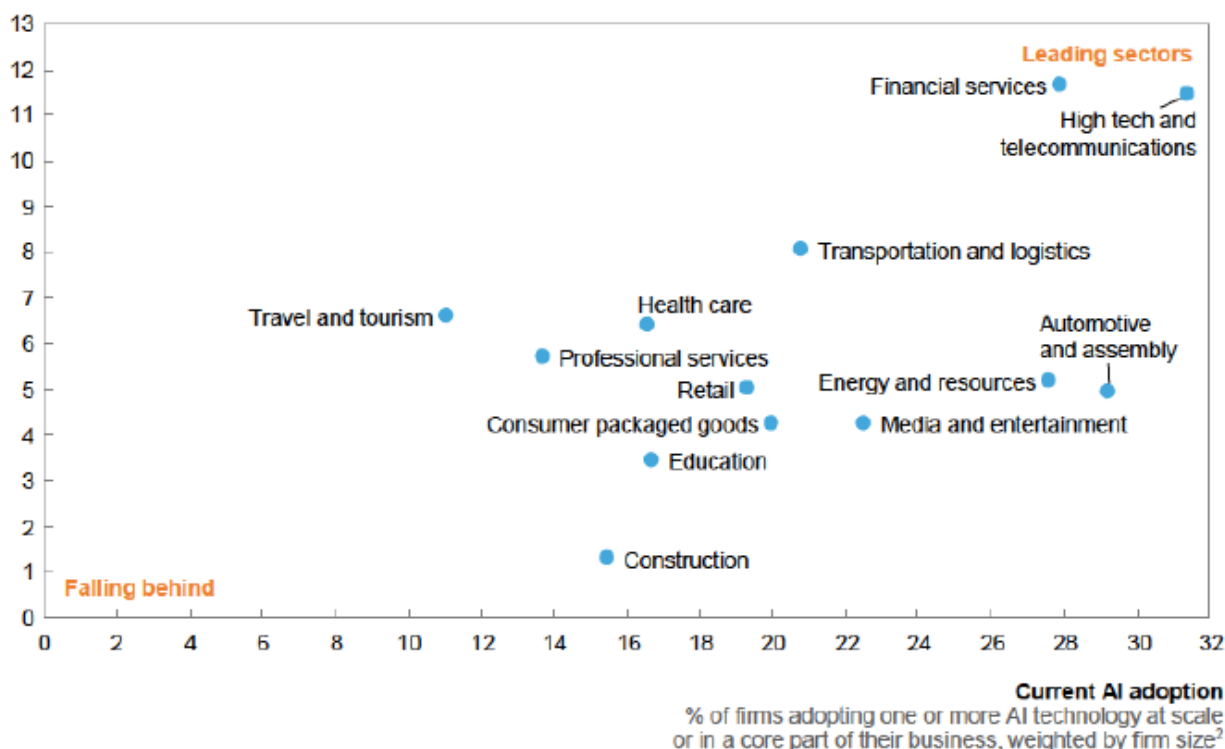 13
12
11
10
9
8
7
6
5
4
3
2
1
0
Leading sectors
Financial services
High tech and
telecommunications
Transportation and logistics
Health care
Travel and tourism
Automotive
and assembly
Professional services
Retail
Energy and resources
Consumer packaged goods
Media and entertainment
Education
Construction
Falling behind
0 2 4 6 8 10 12 14 16 18 20 22 24 26 28 30 32
Current AI adoption
% of firms adopting one or more AI technology at scale
or in a core part of their business, weighted by firm size²